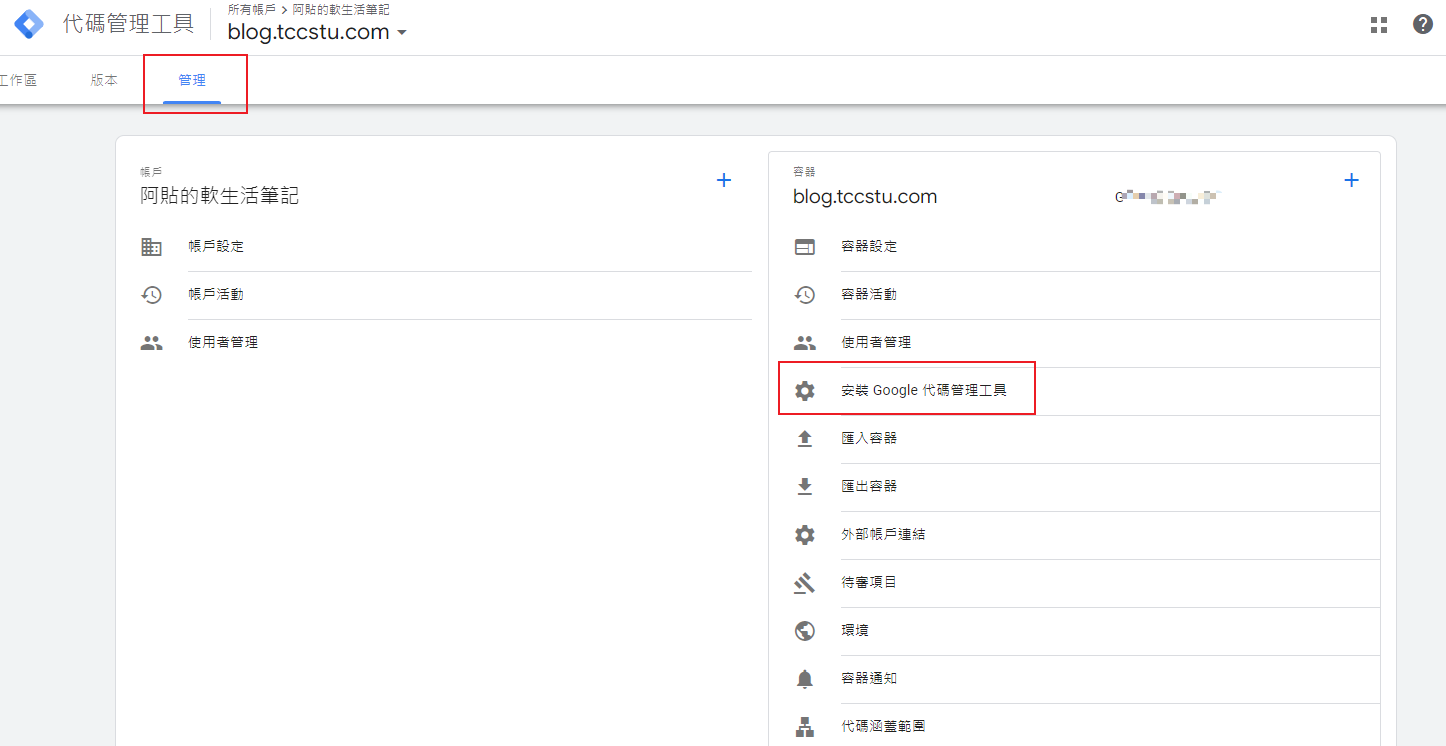 代碼管理工具
所有帳戶 > 阿貼的軟生活筆記
blog.tccstu.com
工作區
版本
管理
帳戶
阿貼的軟生活筆記
帳戶設定
帳戶活動
使用者管理
容器
blog.tccstu.com
容器設定
容器活動
使用者管理
安裝 Google 代碼管理工具
匯入容器
匯出容器
外部帳戶連結
待審項目
環境
容器通知
代碼涵蓋範圍